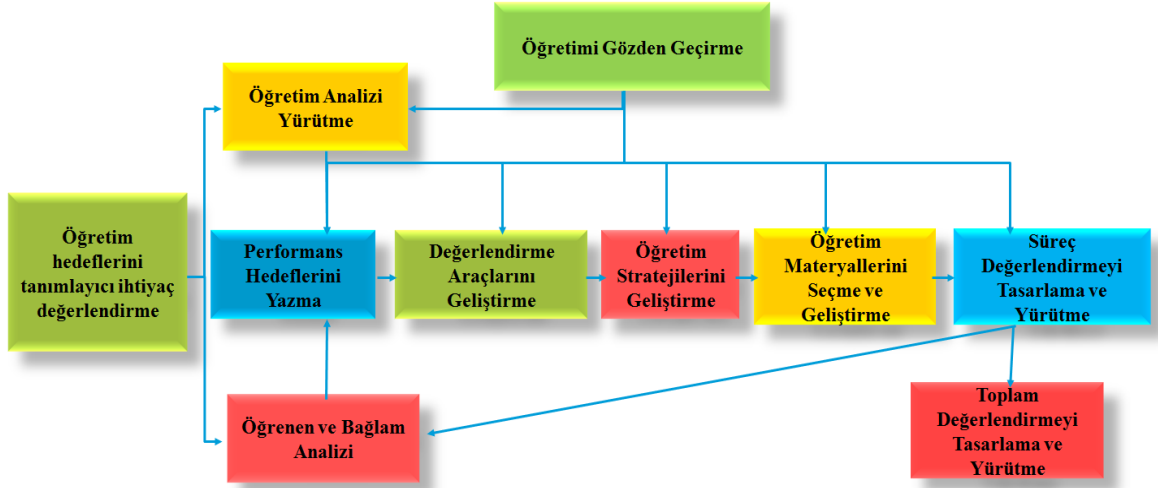 Öğretimi Gözden Geçirme
Öğretim Analizi
Yürütme
Öğretim
hedeflerini
tanımlayıcı ihtiyaç
değerlendirme
Performans
Hedeflerini
Yazma
Değerlendirme
Araçlarını
Geliştirme
Öğretim
Stratejilerini
Geliştirme
Öğretim
Materyallerini
Seçme ve
Geliştirme
Süreç
Değerlendirmeyi
Tasarlama ve
Yürütme
Öğrenen ve Bağlam
Analizi
Toplam
Değerlendirmeyi
Tasarlama ve
Yürütme